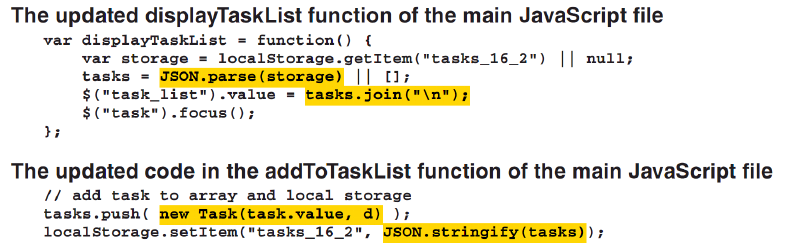 The updated displayTaskList function of the main JavaScript file
var displayTaskList = function() {
    var storage = localStorage.getItem("tasks_16_2") || null;
    tasks = JSON.parse(storage) || [];
    $("task_list").value = tasks.join("\n");
    $("task").focus();
};
The updated code in the addToTaskList function of the main JavaScript file
// add task to array and local storage
tasks.push( new Task(task.value, d) );
localStorage.setItem("tasks_16_2", JSON.stringify(tasks));